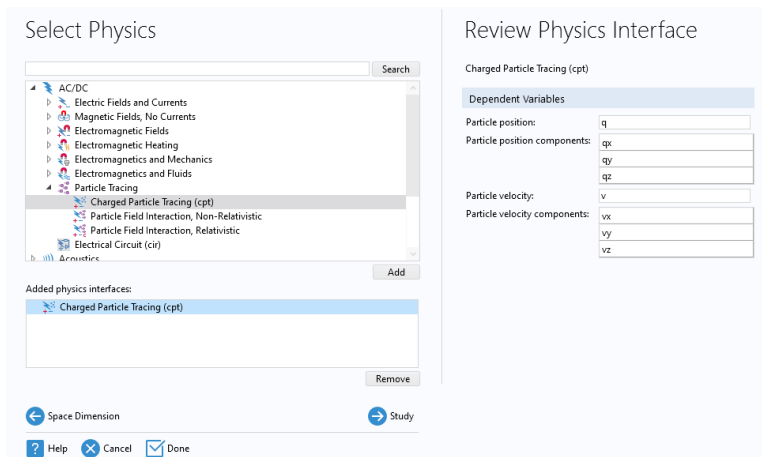 Select Physics
Search
AC/DC
Electric Fields and Currents
Magnetic Fields, No Currents
Electromagnetic Fields
Electromagnetic Heating
Electromagnetics and Mechanics
Electromagnetics and Fluids
Particle Tracing
Charged Particle Tracing (cpt)
Particle Field Interaction, Non-Relativistic
Particle Field Interaction, Relativistic
Electrical Circuit (cir)
Acoustics
Add
Added physics interfaces:
Charged Particle Tracing (cpt)
Remove
Space Dimension
Study
? Help
Cancel
Done
Review Physics Interface
Charged Particle Tracing (cpt)
Dependent Variables
Particle position: q
Particle position components: qx
qy
qz
Particle velocity: v
Particle velocity components: vx
vy
vz